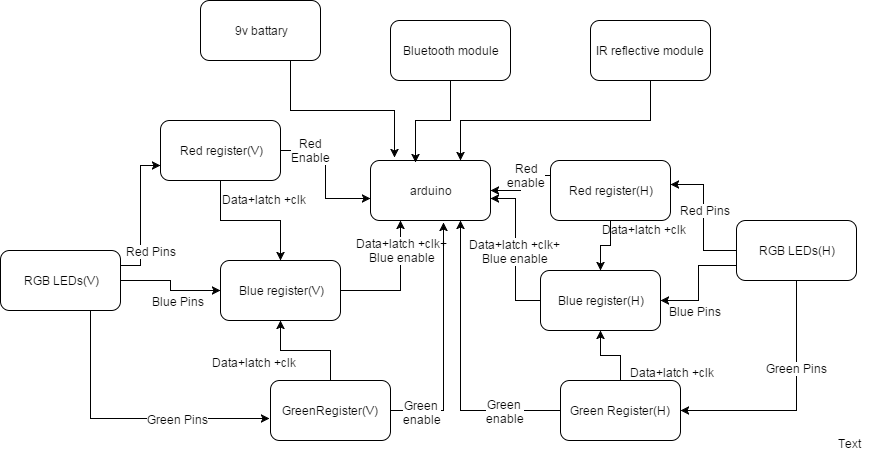 9v battary
Bluetooth module
IR reflective module
Red register(V)
Red
Enable
arduino
Red
enable
Red register(H)
Data+latch +clk
Red Pins
Data+latch +clk
Red Pins
RGB LEDs(V)
Blue Pins
Blue register(V)
Data+latch +clk+
Blue enable
Data+latch +clk+
Blue enable
Blue register(H)
Blue Pins
RGB LEDs(H)
Data+latch +clk
Data+latch +clk
Green Pins
Green Pins
GreenRegister(V)
Green
enable
Green
enable
Green Register(H)
Text